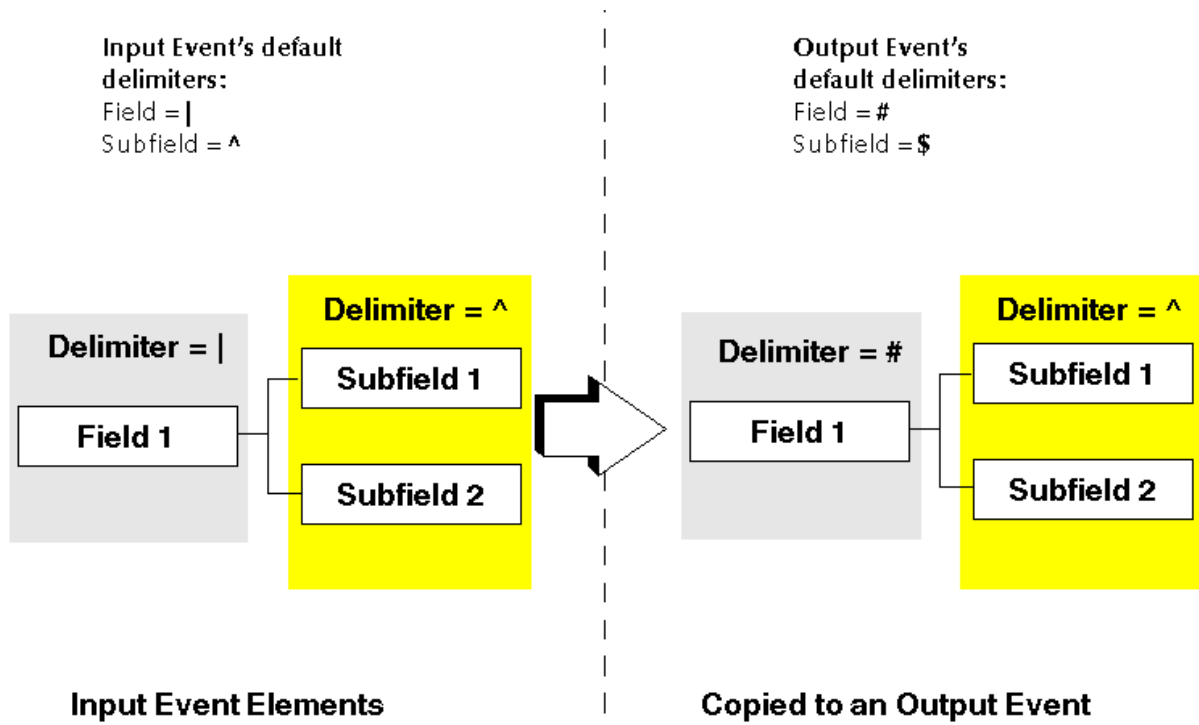 Input Event's default
delimiters:
Field = |
Subfield = ^
Output Event's
default delimiters:
Field = #
Subfield = $
Delimiter = |
Field 1
Delimiter = ^
Subfield 1
Subfield 2
Delimiter = #
Field 1
Delimiter = ^
Subfield 1
Subfield 2
Input Event Elements
Copied to an Output Event